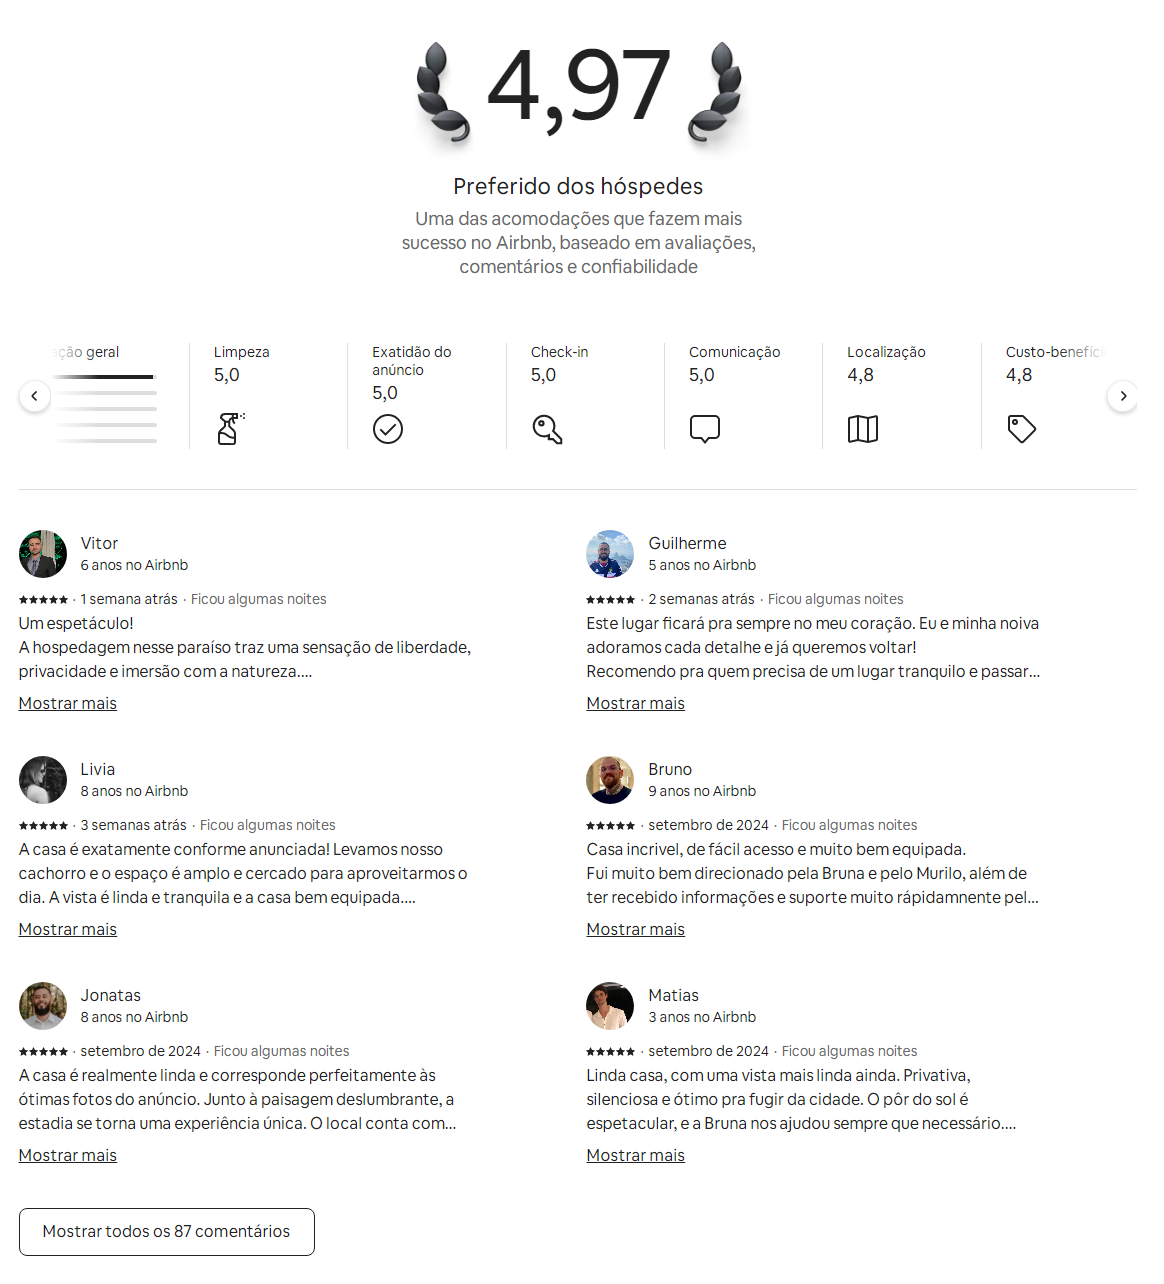 4,97
Preferido dos hóspedes
Uma das acomodações que fazem mais
sucesso no Airbnb, baseado em avaliações,
comentários e confiabilidade
geral
Limpeza
5,0
Exatidão do
anúncio
5,0
Check-in
5,0
Comunicação
5,0
Localização
4,8
Custo-benefíci
4,8
Vitor
6 anos no Airbnb
★★★★★ · 1 semana atrás · Ficou algumas noites
Um espetáculo!
A hospedagem nesse paraíso traz uma sensação de liberdade,
privacidade e imersão com a natureza....
Mostrar mais
Guilherme
5 anos no Airbnb
★★★★★ · 2 semanas atrás · Ficou algumas noites
Este lugar ficará pra sempre no meu coração. Eu e minha noiva
adoramos cada detalhe e já queremos voltar!
Recomendo pra quem precisa de um lugar tranquilo e passar...
Mostrar mais
Livia
8 anos no Airbnb
★★★★★ · 3 semanas atrás · Ficou algumas noites
A casa é exatamente conforme anunciada! Levamos nosso
cachorro e o espaço é amplo e cercado para aproveitarmos o
dia. A vista é linda e tranquila e a casa bem equipada....
Mostrar mais
Bruno
9 anos no Airbnb
★★★★★ · setembro de 2024 · Ficou algumas noites
Casa incrivel, de fácil acesso e muito bem equipada.
Fui muito bem direcionado pela Bruna e pelo Murilo, além de
ter recebido informações e suporte muito rápidamnente pel...
Mostrar mais
Jonatas
8 anos no Airbnb
★★★★★ · setembro de 2024 · Ficou algumas noites
A casa é realmente linda e corresponde perfeitamente às
ótimas fotos do anúncio. Junto à paisagem deslumbrante, a
estadia se torna uma experiência única. O local conta com...
Mostrar mais
Matias
3 anos no Airbnb
★★★★★ · setembro de 2024 · Ficou algumas noites
Linda casa, com uma vista mais linda ainda. Privativa,
silenciosa e ótimo pra fugir da cidade. O pôr do sol é
espetacular, e a Bruna nos ajudou sempre que necessário....
Mostrar mais
Mostrar todos os 87 comentários